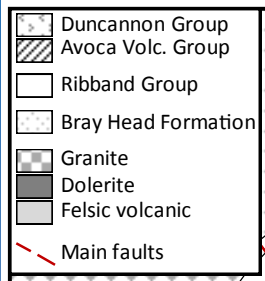 Duncannon Group
Avoca Volc. Group
Ribband Group
Bray Head Formation
Granite
Dolerite
Felsic volcanic
Main faults